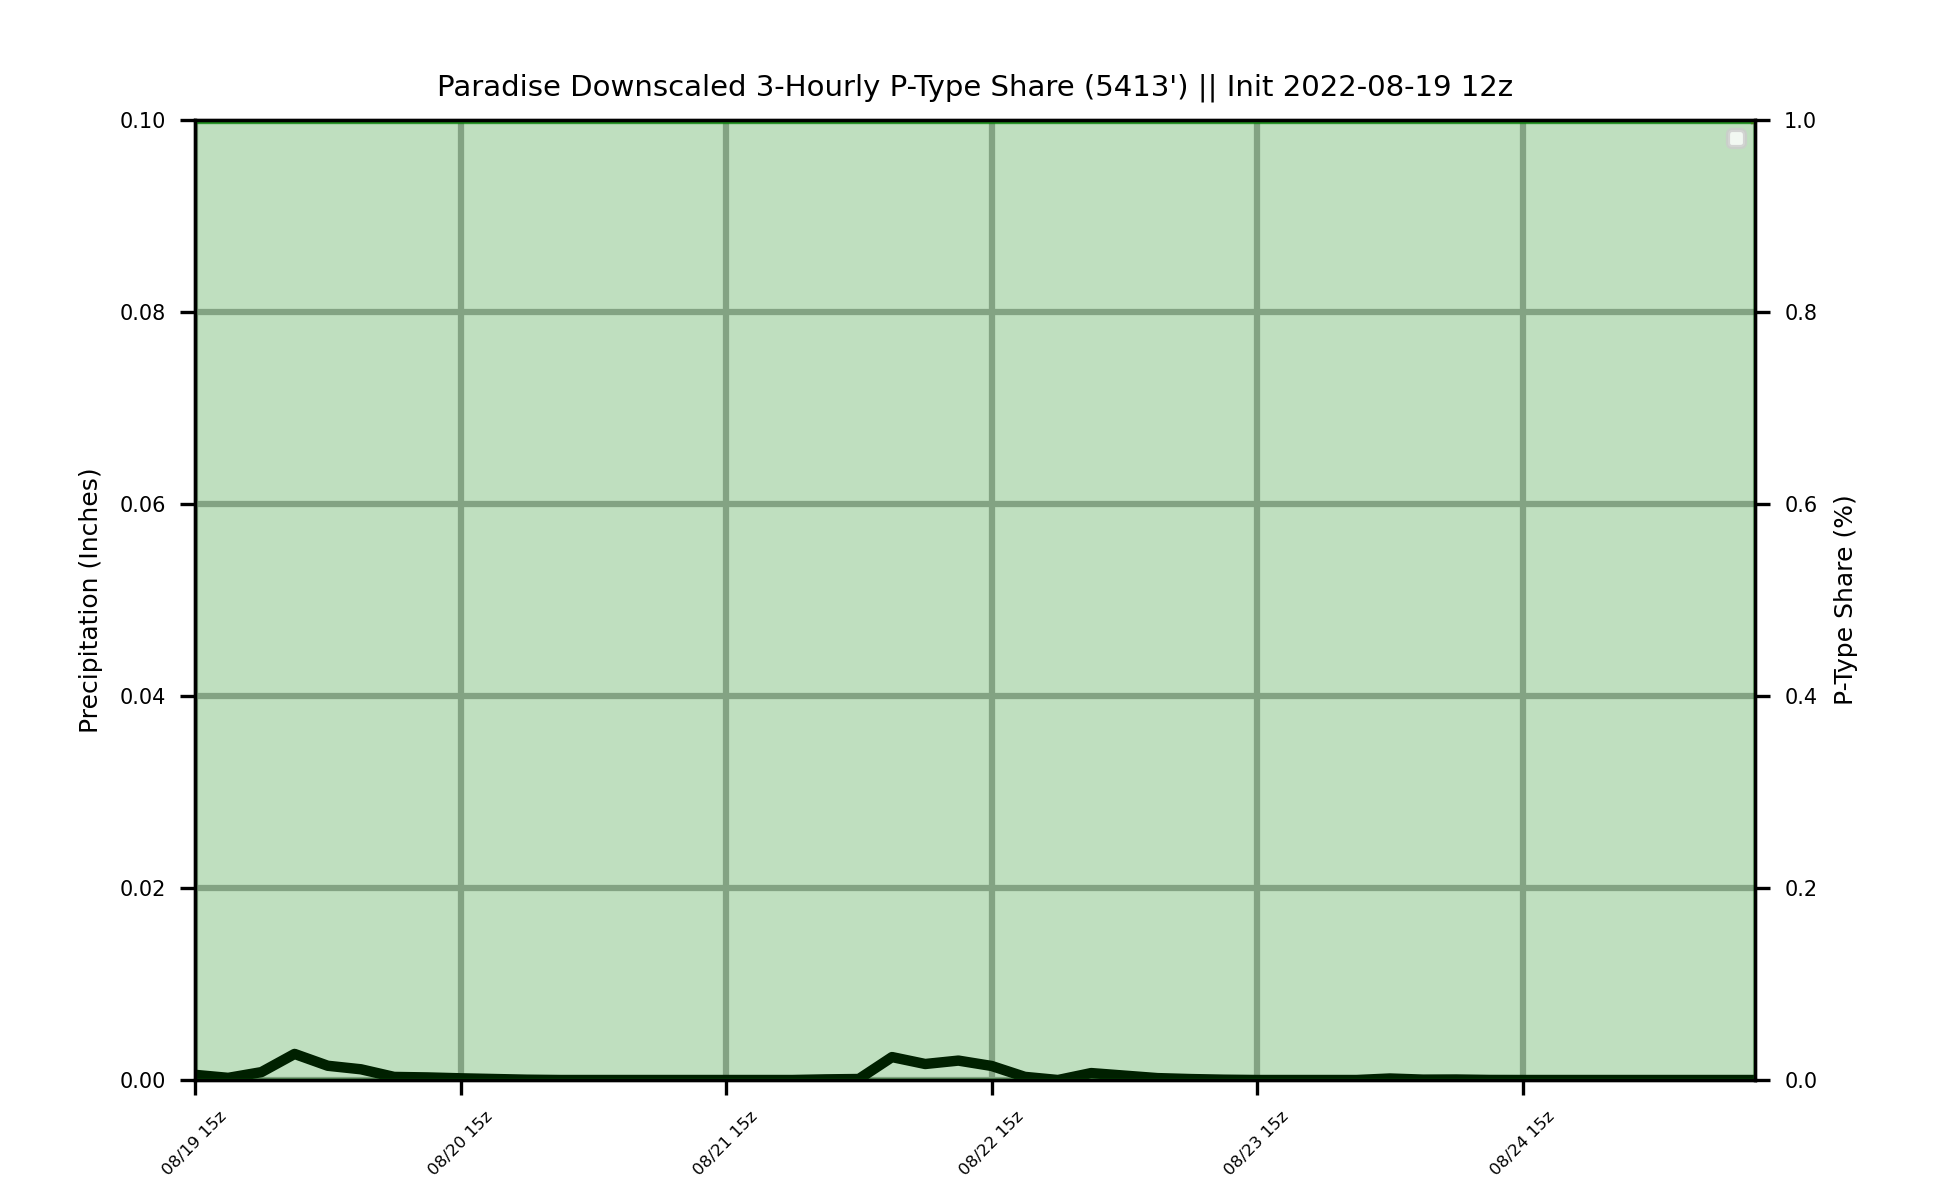 Paradise Downscaled 3-Hourly P-Type Share (5413') || Init 2022-08-19 12z
0.10
0.08
0.06
0.04
0.02
0.00
Precipitation (Inches)
1.0
0.8
0.6
0.4
0.2
0.0
P-Type Share (%)
08/19 15z
08/20 15z
08/21 15z
08/22 15z
08/23 15z
08/24 15z